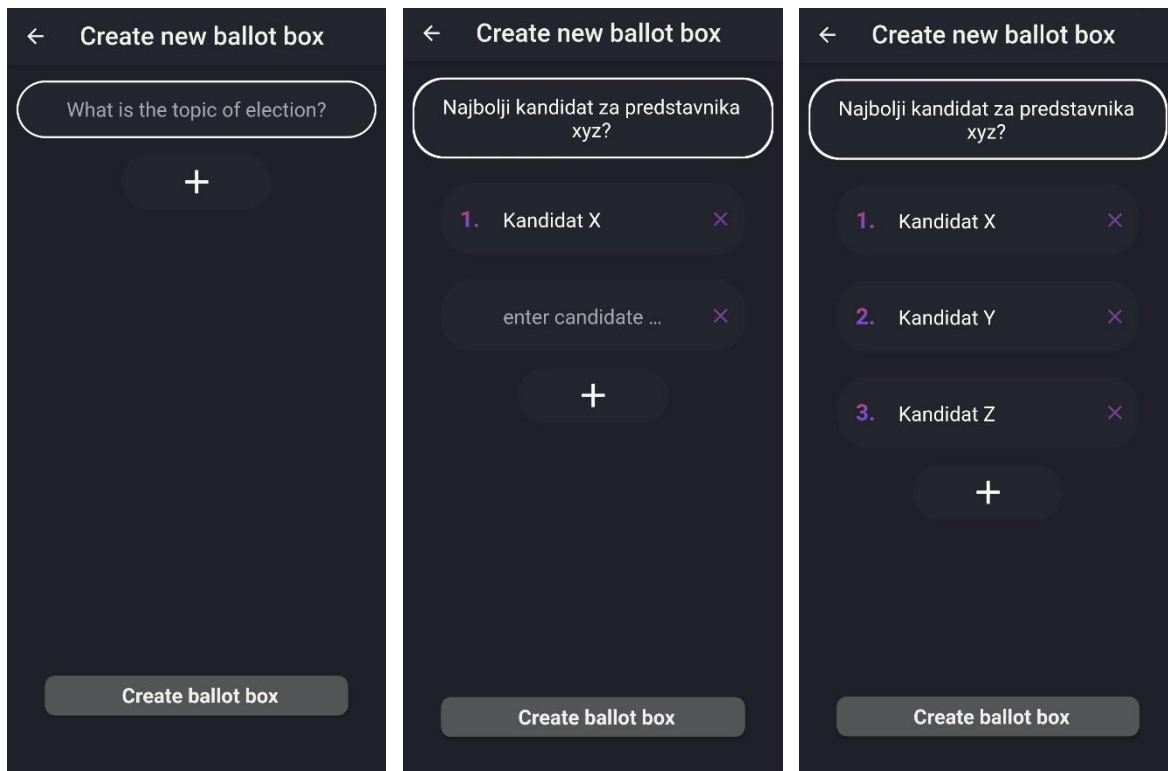 Create new ballot box
What is the topic of election?
+
Create ballot box
Create new ballot box
Najbolji kandidat za predstavnika
xyz?
1. Kandidat X
enter candidate ...
+
Create ballot box
Create new ballot box
Najbolji kandidat za predstavnika
xyz?
1. Kandidat X
2. Kandidat Y
3. Kandidat Z
+
Create ballot box